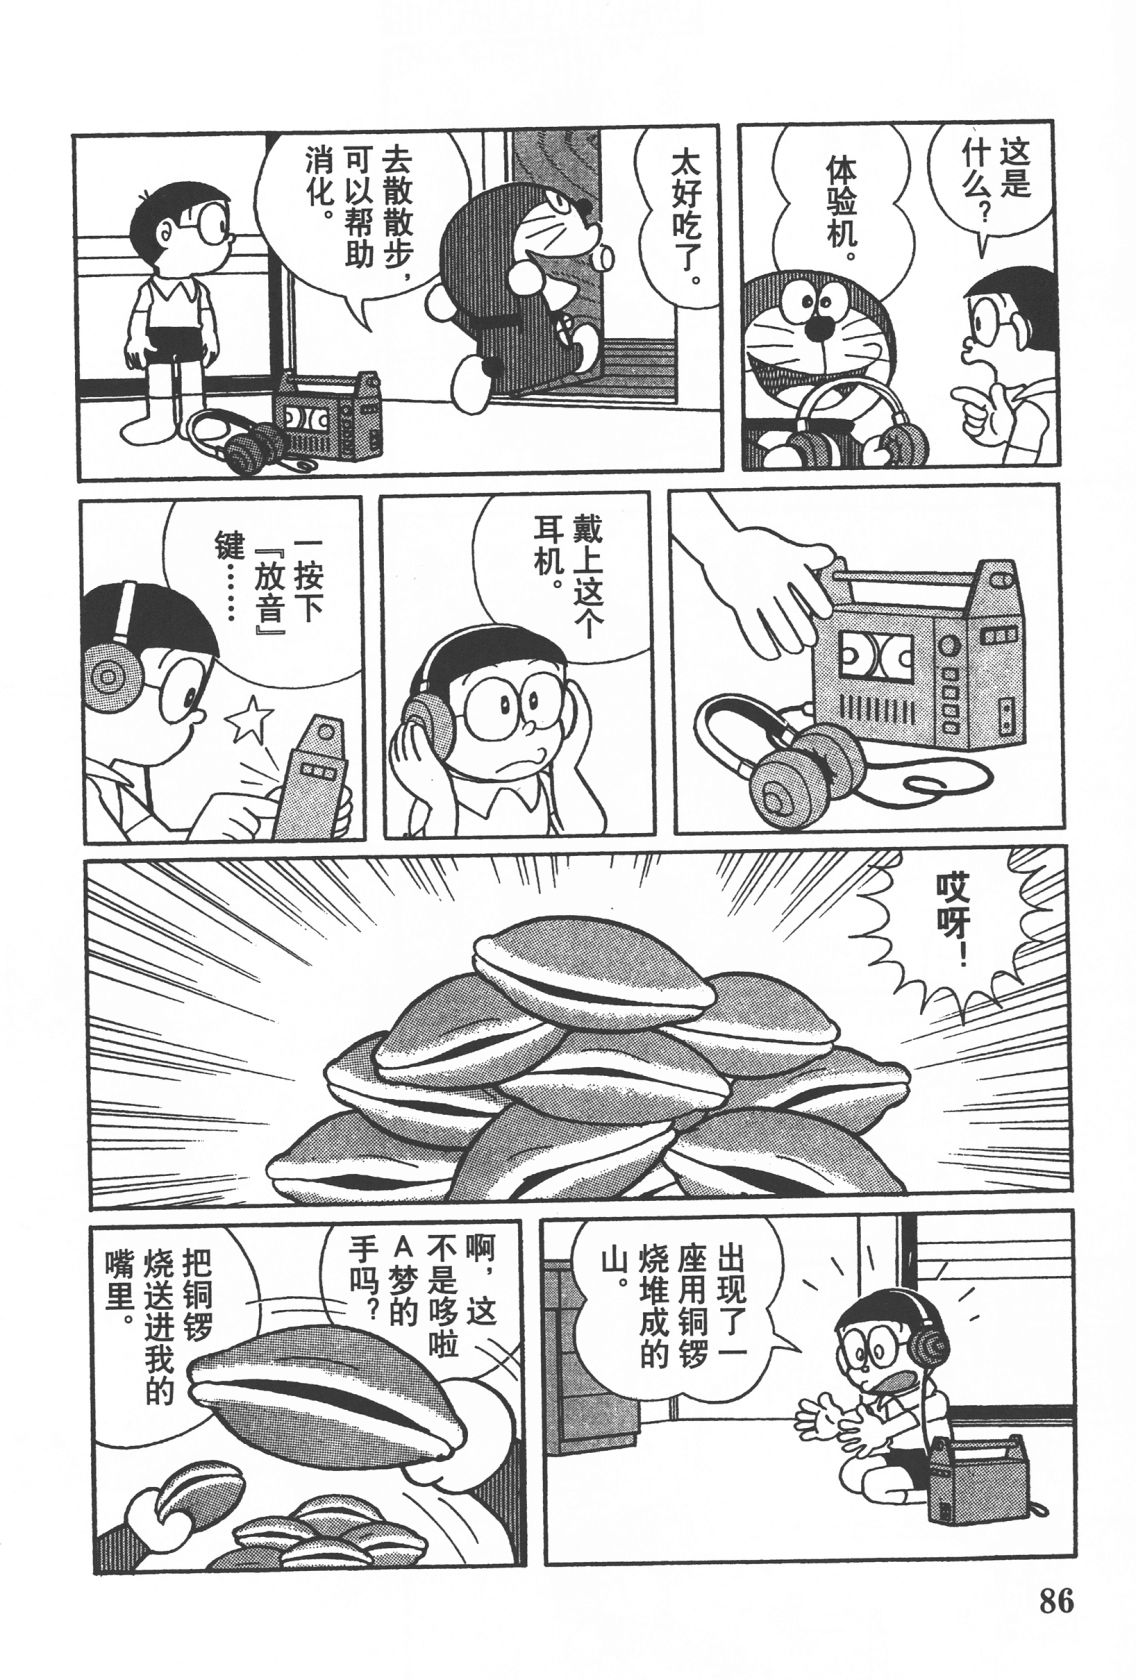 这是
什么？
体验机。
太好吃了。
去散散步，
可以帮助
消化。
戴上这个
耳机。
一按下
『放音』
键……
哎呀！
出现了一
座用铜锣
烧堆成的
山。
啊，这
不是哆啦
A梦的
手吗？
把铜锣
烧送进我的
嘴里。
86